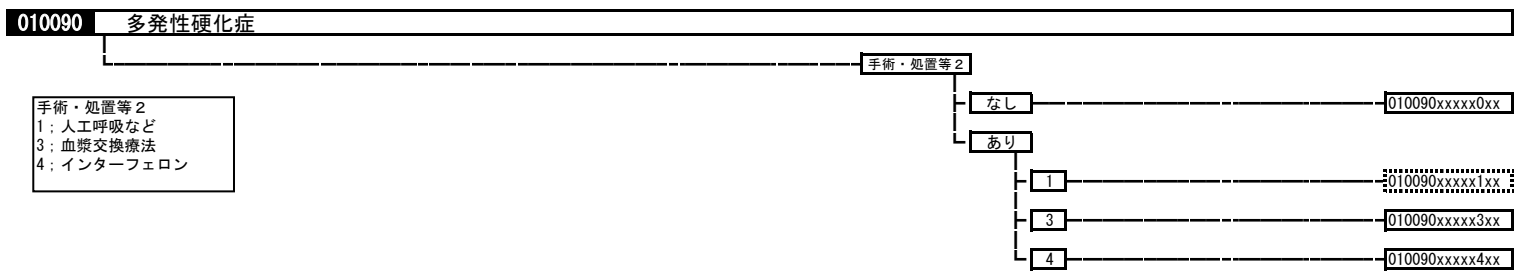 010090 多発性硬化症
手術・処置等2
手術・処置等2
1；人工呼吸など
3；血漿交換療法
4；インターフェロン
なし 010090xxxxx0xx
あり
1 010090xxxxx1xx
3 010090xxxxx3xx
4 010090xxxxx4xx